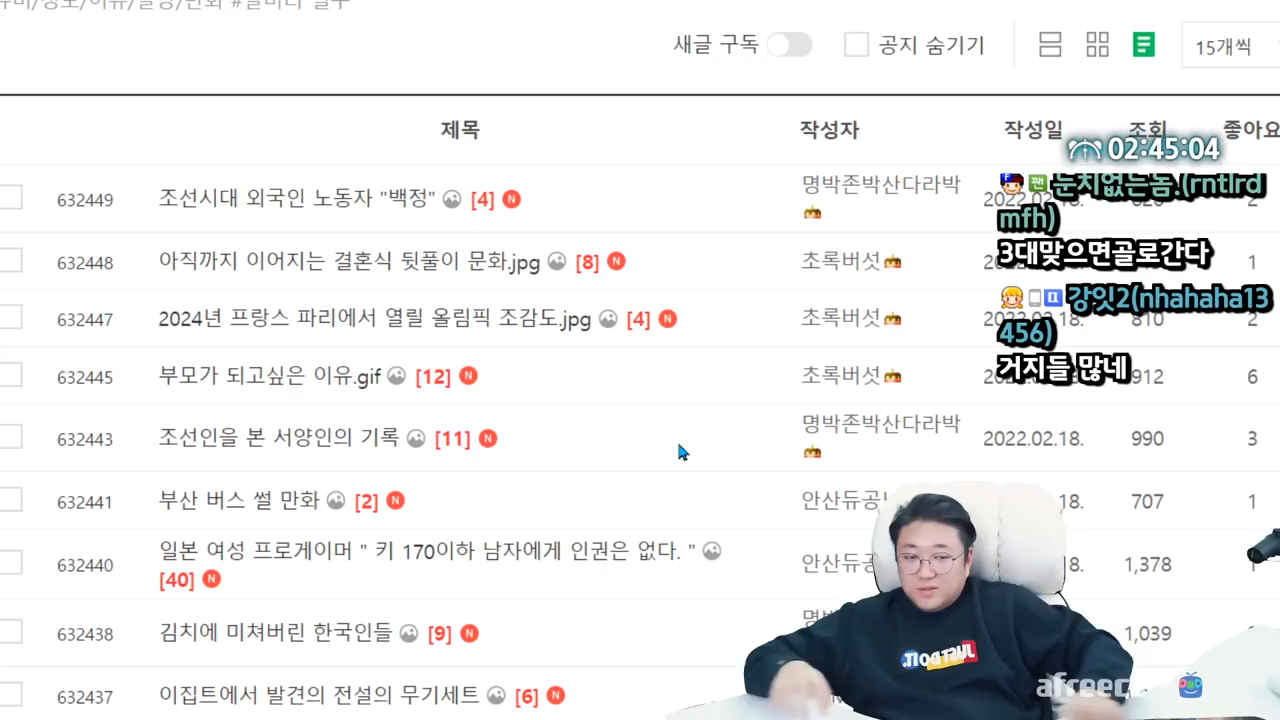 새글 구독 공지 숨기기 15개씩
제목 작성자 작성일 조회 좋아요
02:45:04
632449 조선시대 외국인 노동자 "백정" [4] N 명박존박산다라박
눈치없는놈.(rntlrd
mfh)
3대맞으면골로간다
632448 아직까지 이어지는 결혼식 뒷풀이 문화.jpg [8] N 초록버섯 1
강잇2(nhahaha13
456)
거지들 많네
632447 2024년 프랑스 파리에서 열릴 올림픽 조감도.jpg [4] N 초록버섯 810 2
632445 부모가 되고싶은 이유.gif [12] N 초록버섯 912 6
632443 조선인을 본 서양인의 기록 [11] N 명박존박산다라박 2022.02.18. 990 3
632441 부산 버스 썰 만화 [2] N 안산듀공 18. 707 1
632440 일본 여성 프로게이머 " 키 170이하 남자에게 인권은 없다. " 안산듀공 8. 1,378
[40] N
632438 김치에 미쳐버린 한국인들 [9] N 1,039
632437 이집트에서 발견의 전설의 무기세트 [6] N
JUST DO IT.
afreeca